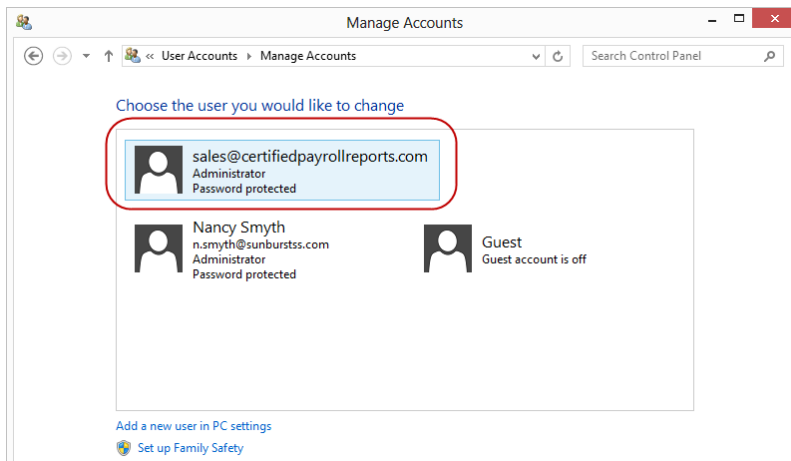 Manage Accounts
« User Accounts Manage Accounts
Search Control Panel
Choose the user you would like to change
sales@certifiedpayrollreports.com
Administrator
Password protected
Nancy Smyth
n.smyth@sunburstss.com
Administrator
Password protected
Guest
Guest account is off
Add a new user in PC settings
Set up Family Safety